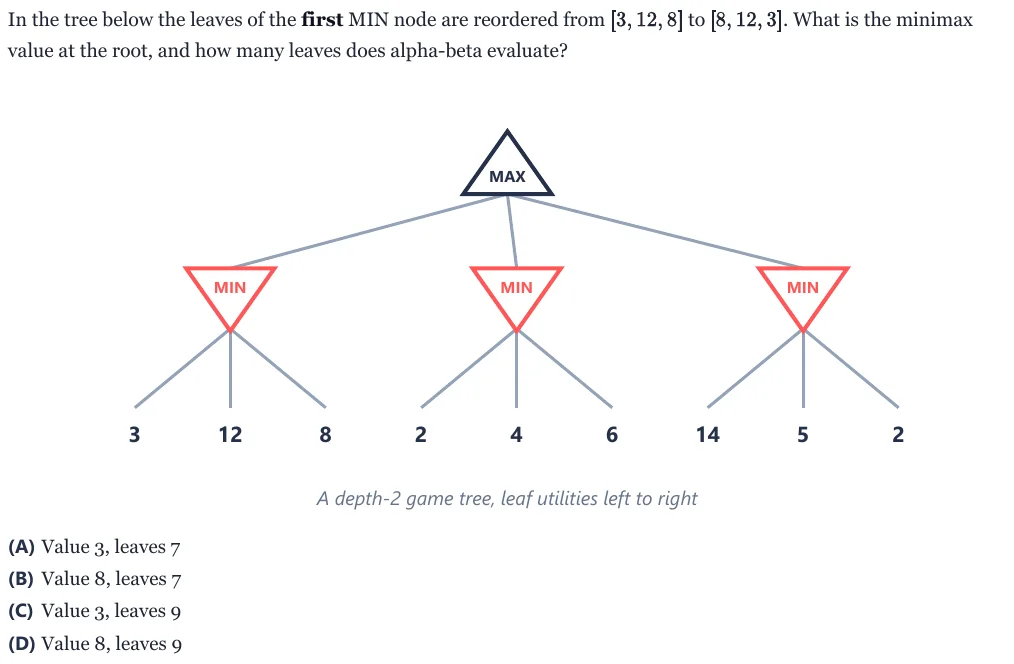 In the tree below the leaves of the first MIN node are reordered from [3, 12, 8] to [8, 12, 3]. What is the minimax
value at the root, and how many leaves does alpha-beta evaluate?
MAX
MIN MIN MIN
3 12 8 2 4 6 14 5 2
A depth-2 game tree, leaf utilities left to right
(A) Value 3, leaves 7
(B) Value 8, leaves 7
(C) Value 3, leaves 9
(D) Value 8, leaves 9